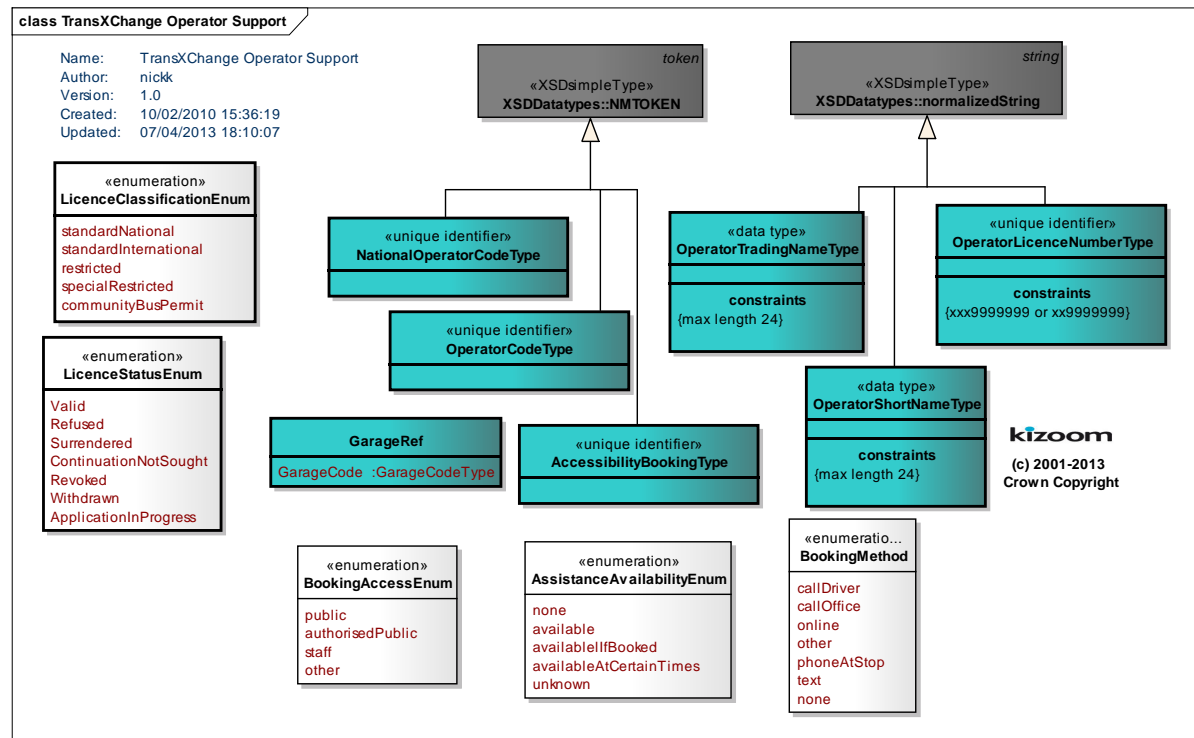 class TransXChange Operator Support
Name: TransXChange Operator Support
Author: nickk
Version: 1.0
Created: 10/02/2010 15:36:19
Updated: 07/04/2013 18:10:07
token
«XSDsimpleType»
XSDDatatypes::NMTOKEN
string
«XSDsimpleType»
XSDDatatypes::normalizedString
«enumeration»
LicenceClassificationEnum
standardNational
standardInternational
restricted
specialRestricted
communityBusPermit
«unique identifier»
NationalOperatorCodeType
«data type»
OperatorTradingNameType
constraints
{max length 24}
«unique identifier»
OperatorLicenceNumberType
constraints
{xxx9999999 or xx9999999}
«unique identifier»
OperatorCodeType
«enumeration»
LicenceStatusEnum
Valid
Refused
Surrendered
ContinuationNotSought
Revoked
Withdrawn
ApplicationInProgress
GarageRef
GarageCode :GarageCodeType
«unique identifier»
AccessibilityBookingType
«data type»
OperatorShortNameType
constraints
{max length 24}
kizoom
(c) 2001-2013
Crown Copyright
«enumeration»
BookingAccessEnum
public
authorisedPublic
staff
other
«enumeration»
AssistanceAvailabilityEnum
none
available
availableIfBooked
availableAtCertainTimes
unknown
«enumeratio...
BookingMethod
callDriver
callOffice
online
other
phoneAtStop
text
none